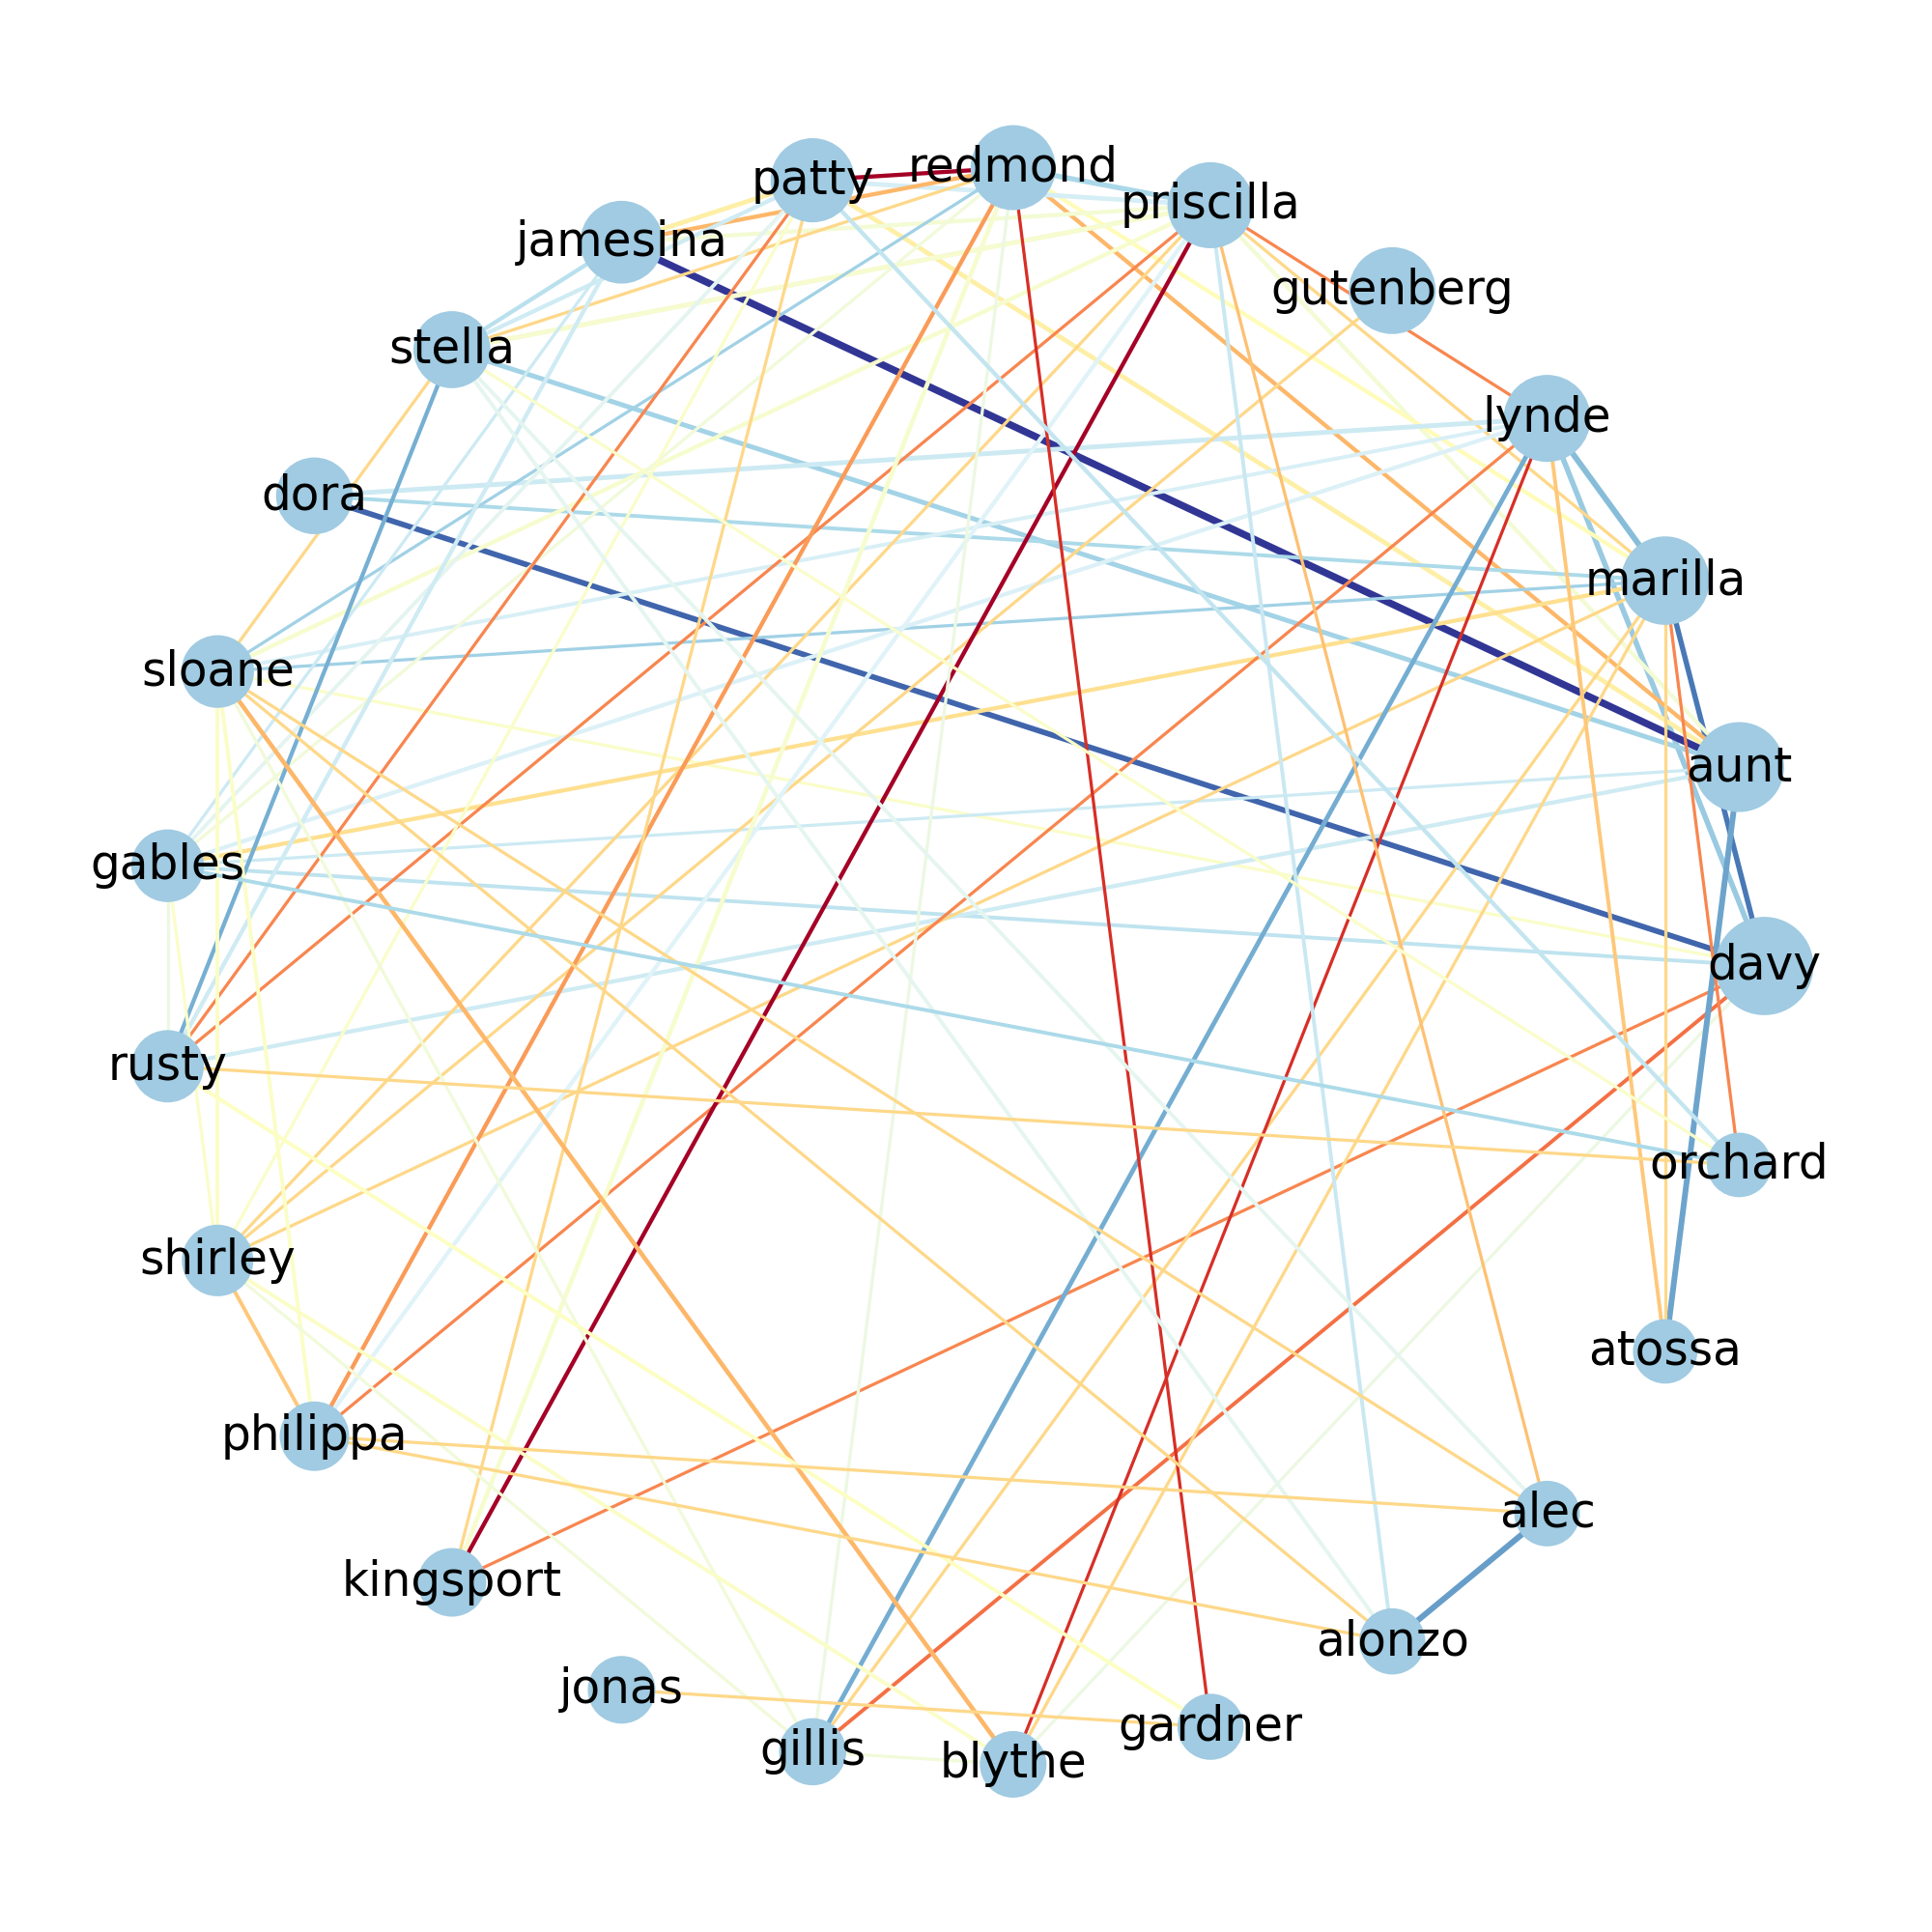 redmond
patty
priscilla
jamesina
gutenberg
stella
lynde
dora
marilla
sloane
aunt
gables
davy
rusty
orchard
shirley
atossa
philippa
alec
kingsport
alonzo
jonas
gardner
gillis
blythe